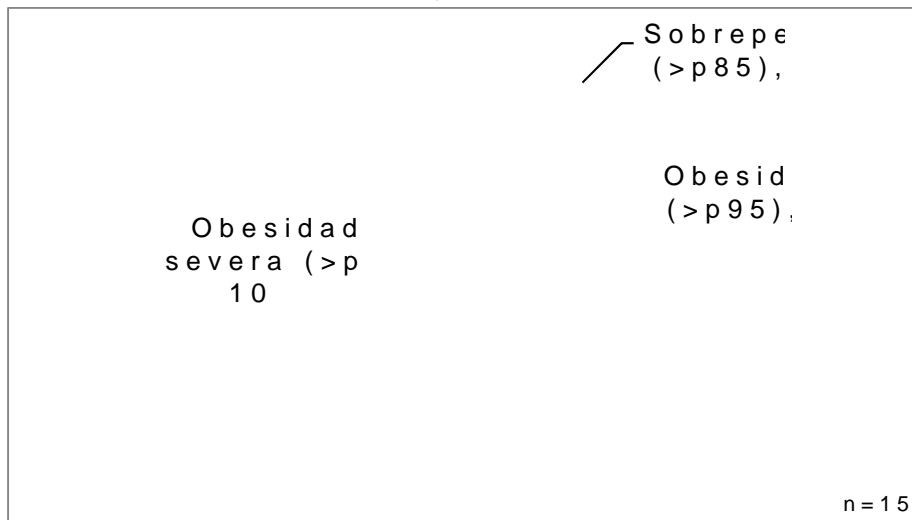 Sobrepe
(>p85),
Obesid
(>p95),
Obesidad
severa (>p
10
n=15